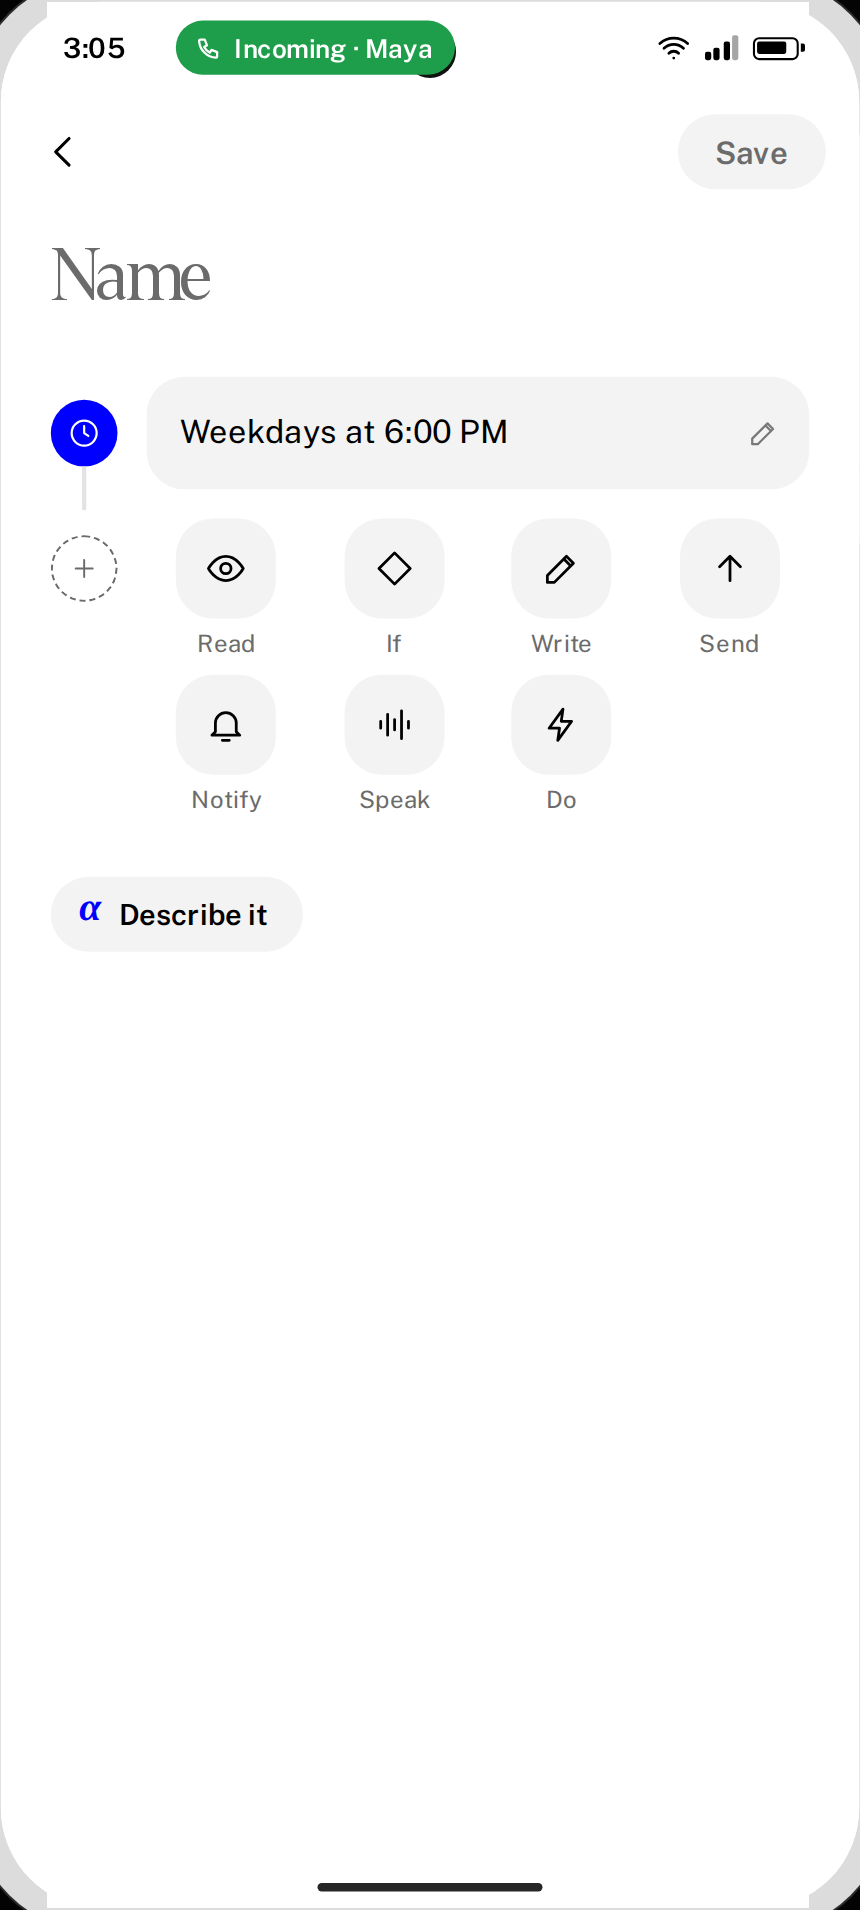 3:05
Incoming · Maya
Save
Name
Weekdays at 6:00 PM
Read
If
Write
Send
Notify
Speak
Do
α Describe it